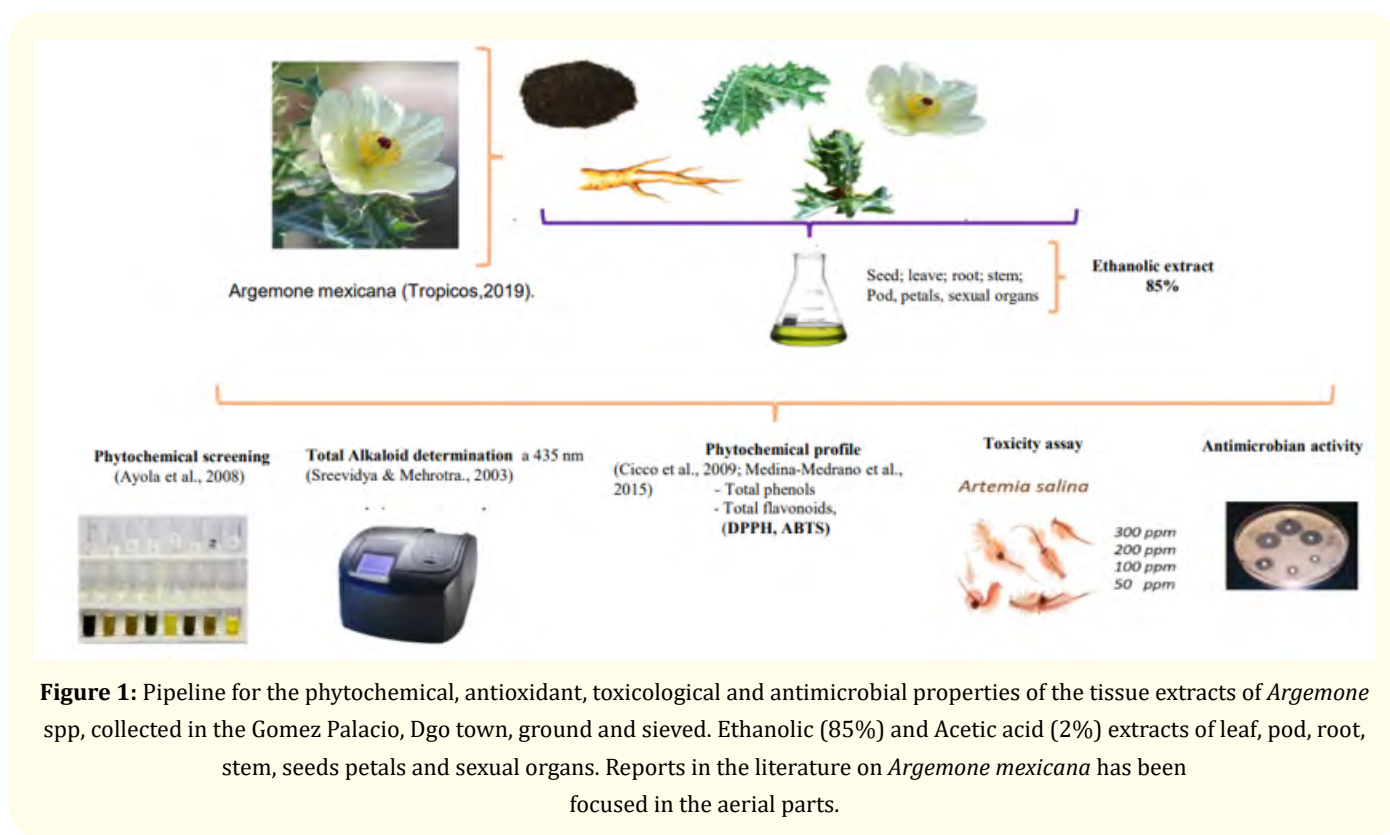 Argemone mexicana (Tropicos,2019).
Seed; leave; root; stem;
Pod, petals, sexual organs
Ethanolic extract
85%
Phytochemical screening
(Ayola et al., 2008)
Total Alkaloid determination a 435 nm
(Sreevidya & Mehrotra., 2003)
Phytochemical profile
(Cicco et al., 2009; Medina-Medrano et al.,
2015)
- Total phenols
- Total flavonoids,
(DPPH, ABTS)
Toxicity assay
Artemia salina
300 ppm
200 ppm
100 ppm
50 ppm
Antimicrobian activity
Figure 1: Pipeline for the phytochemical, antioxidant, toxicological and antimicrobial properties of the tissue extracts of Argemone
spp, collected in the Gomez Palacio, Dgo town, ground and sieved. Ethanolic (85%) and Acetic acid (2%) extracts of leaf, pod, root,
stem, seeds petals and sexual organs. Reports in the literature on Argemone mexicana has been
focused in the aerial parts.